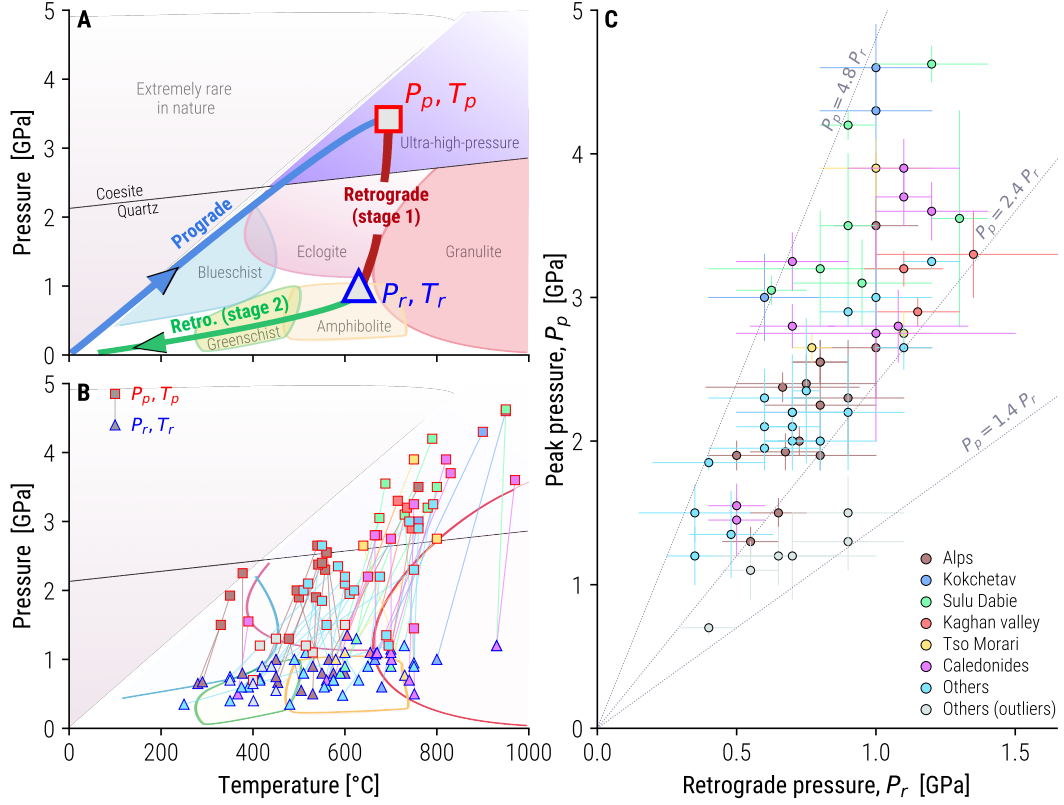 A
5
4
3
2
1
0
Pressure [GPa]
Extremely rare
in nature
P_p, T_p
Ultra-high-pressure
Coesite
Quartz
Prograde
Retrograde
(stage 1)
Eclogite
Granulite
Blueschist
P_r, T_r
Retro. (stage 2)
Greenschist
Amphibolite
B
5
4
3
2
1
0
Pressure [GPa]
P_p, T_p
P_r, T_r
0
200
400
600
800
1000
Temperature [°C]
C
5
4
3
2
1
0
Peak pressure, P_p [GPa]
P_p = 4.8 P_r
P_p = 2.4 P_r
P_p = 1.4 P_r
Alps
Kokchetav
Sulu Dabie
Kaghan valley
Tso Morari
Caledonides
Others
Others (outliers)
0.0
0.5
1.0
1.5
Retrograde pressure, P_r [GPa]